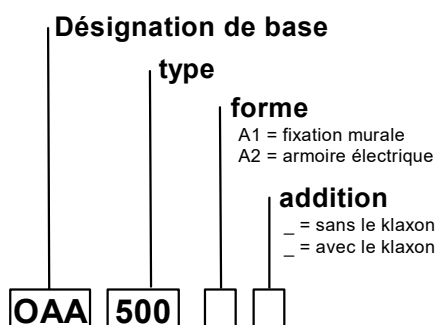 Désignation de base
type
forme
A1 = fixation murale
A2 = armoire électrique
addition
_ = sans le klaxon
_ = avec le klaxon
OAA 500